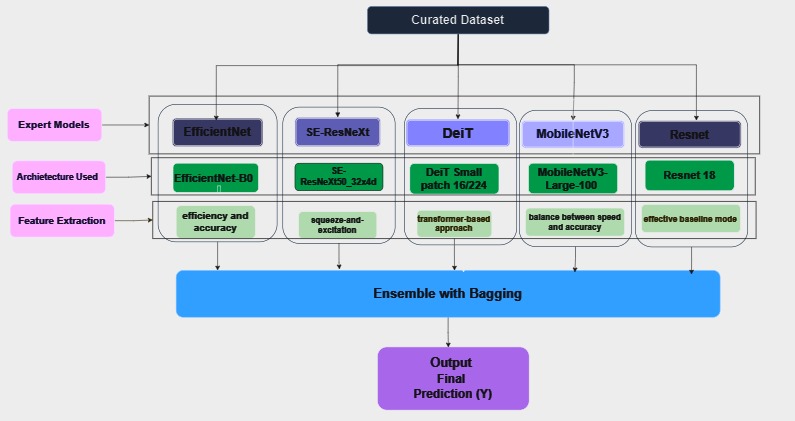 Curated Dataset
Expert Models
EfficientNet
SE-ResNeXt
DeiT
MobileNetV3
Resnet
Archietecture Used
EfficientNet-B0
SE-
ResNeXt50_32x4d
DeiT Small
patch 16/224
MobileNetV3-
Large-100
Resnet 18
Feature Extraction
efficiency and
accuracy
squeeze-and-
excitation
transformer-based
approach
balance between speed
and accuracy
effective baseline mode
Ensemble with Bagging
Output
Final
Prediction (Y)